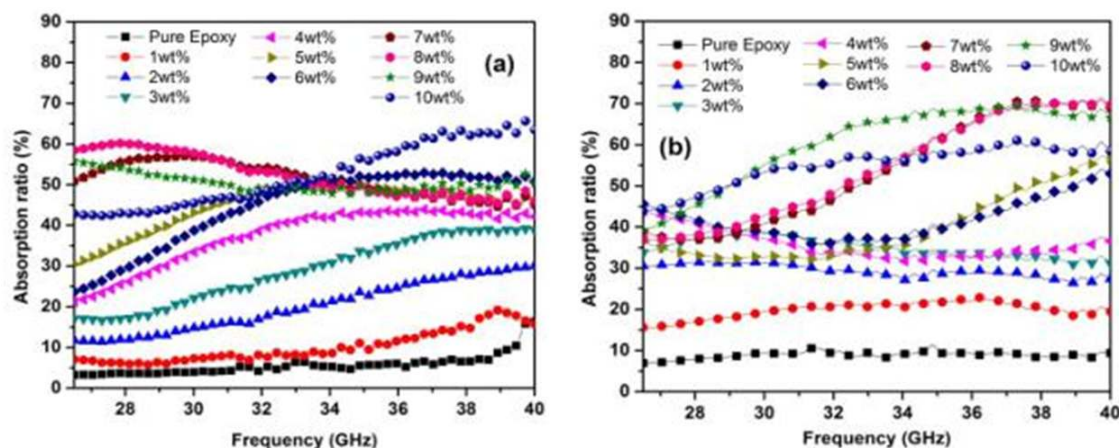 90
80
70
60
50
40
30
20
10
0
Absorption ratio (%)
Pure Epoxy
1wt%
2wt%
3wt%
4wt%
5wt%
6wt%
7wt%
8wt%
9wt%
10wt%
(a)
28 30 32 34 36 38 40
Frequency (GHz)
90
80
70
60
50
40
30
20
10
0
Absorption ratio (%)
Pure Epoxy
1wt%
2wt%
3wt%
4wt%
5wt%
6wt%
7wt%
8wt%
9wt%
10wt%
(b)
28 30 32 34 36 38 40
Frequency (GHz)